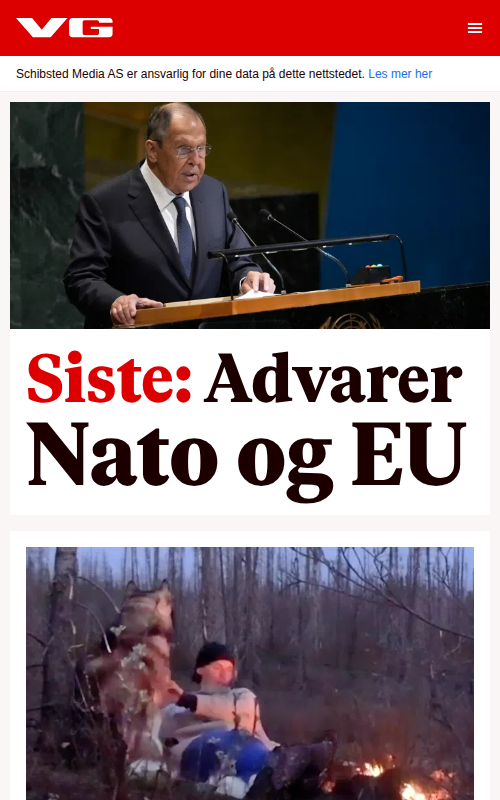 VG
Schibsted Media AS er ansvarlig for dine data på dette nettstedet. Les mer her
Siste: Advarer
Nato og EU